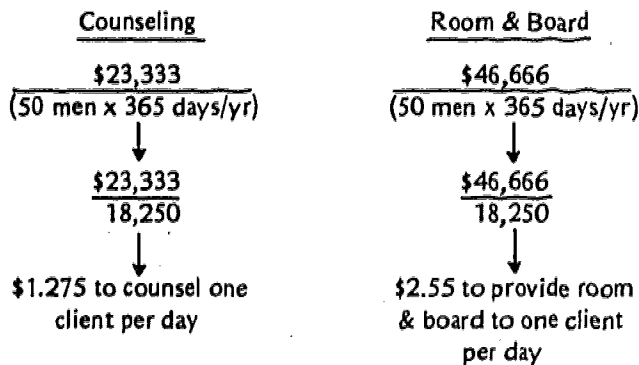 Counseling
$23,333
(50 men x 365 days/yr)
$23,333
18,250
$1.275 to counsel one
client per day
Room & Board
$46,666
(50 men x 365 days/yr)
$46,666
18,250
$2.55 to provide room
& board to one client
per day